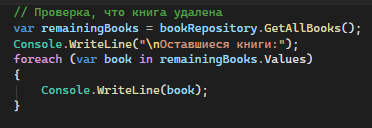 // Проверка, что книга удалена
var remainingBooks = bookRepository.GetAllBooks();
Console.WriteLine("\nОставшиеся книги:");
foreach (var book in remainingBooks.Values)
{
    Console.WriteLine(book);
}